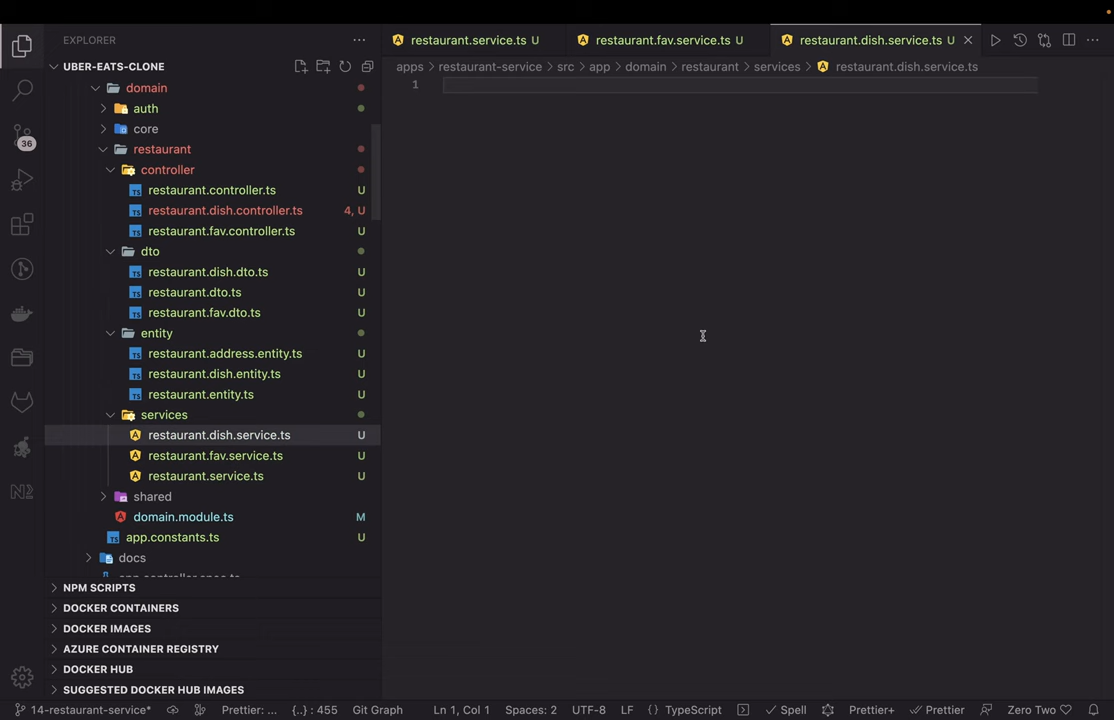 EXPLORER
UBER-EATS-CLONE
domain
auth
core
restaurant
controller
restaurant.controller.ts U
restaurant.dish.controller.ts 4, U
restaurant.fav.controller.ts U
dto
restaurant.dish.dto.ts U
restaurant.dto.ts U
restaurant.fav.dto.ts U
entity
restaurant.address.entity.ts U
restaurant.dish.entity.ts U
restaurant.entity.ts U
services
restaurant.dish.service.ts U
restaurant.fav.service.ts U
restaurant.service.ts U
shared
domain.module.ts M
app.constants.ts U
docs
app.controller.spec.ts
NPM SCRIPTS
DOCKER CONTAINERS
DOCKER IMAGES
AZURE CONTAINER REGISTRY
DOCKER HUB
SUGGESTED DOCKER HUB IMAGES
36
restaurant.service.ts U restaurant.fav.service.ts U restaurant.dish.service.ts U
apps > restaurant-service > src > app > domain > restaurant > services > restaurant.dish.service.ts
1
14-restaurant-service* Prettier: ... {..} : 455 Git Graph Ln 1, Col 1 Spaces: 2 UTF-8 LF TypeScript Spell Prettier+ Prettier Zero Two